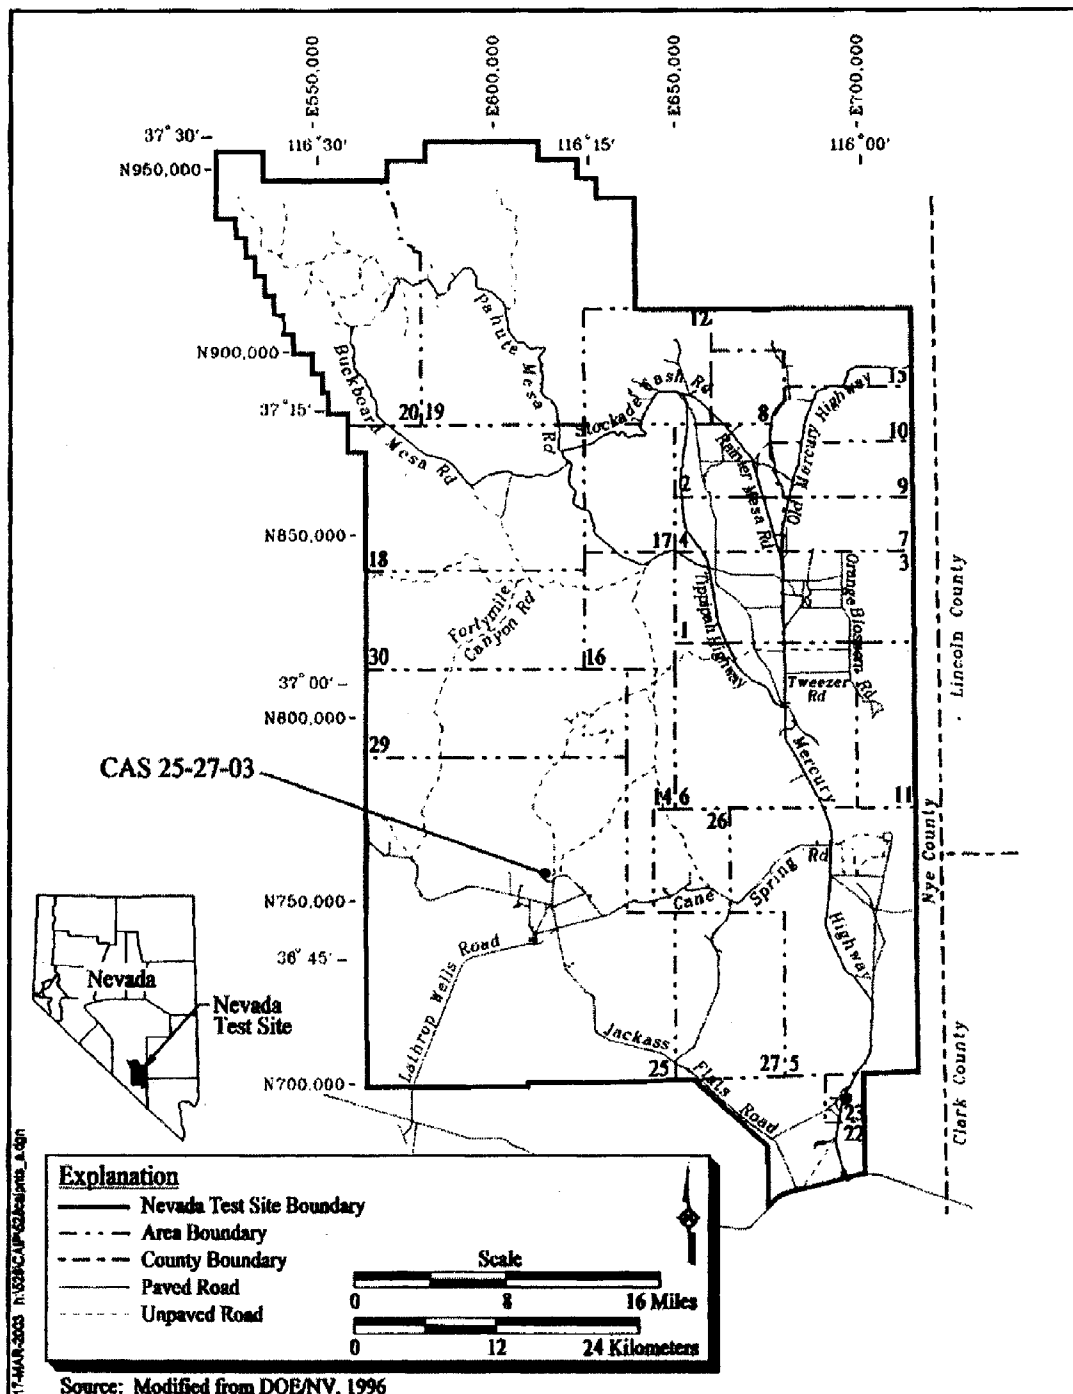 E550,000
E600,000
E650,000
E700,000
37° 30'
116° 30'
116° 15'
116° 00'
N950,000
12
Pahute Mesa Rd
N900,000
Buckboard Mesa Rd
Stockade Wash Rd
15
37° 15'
20
19
8
Old Mercury Highway
10
Rainier Mesa Rd
2
9
N850,000
18
17
4
7
3
Orange Blossom Rd
Tippipah Highway
Fortymile Canyon Rd
1
Lincoln County
30
16
37° 00'
Tweezer Rd
N800,000
29
Mercury
CAS 25-27-03
14
6
26
11
Nye County
Cane Spring Rd
N750,000
Highway
36° 45'
Lathrop Wells Road
Nevada
Nevada Test Site
Jackass Flats Road
25
27
5
N700,000
23
22
Clark County
Explanation
Nevada Test Site Boundary
Area Boundary
County Boundary
Paved Road
Unpaved Road
Scale
0 8 16 Miles
0 12 24 Kilometers
17-MAR-2003
Source: Modified from DOE/NV, 1996